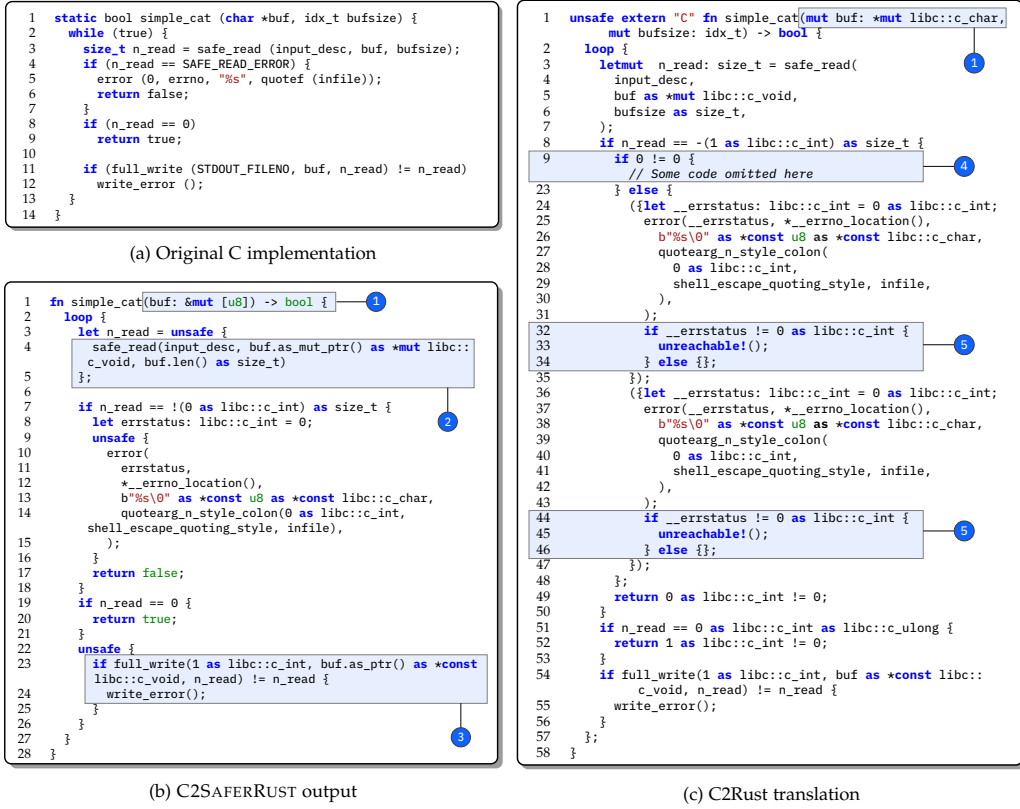 1 static bool simple_cat (char *buf, idx_t bufsize) {
2 while (true) {
3 size_t n_read = safe_read (input_desc, buf, bufsize);
4 if (n_read == SAFE_READ_ERROR) {
5 error (0, errno, "%s", quotef (infile));
6 return false;
7 }
8 if (n_read == 0)
9 return true;
10
11 if (full_write (STDOUT_FILENO, buf, n_read) != n_read)
12 write_error ();
13 }
14 }
(a) Original C implementation
1 fn simple_cat(buf: &mut [u8]) -> bool {
1
2 loop {
3 let n_read = unsafe {
4 safe_read(input_desc, buf.as_mut_ptr() as *mut libc::
c_void, buf.len() as size_t)
5 };
2
6
7 if n_read == !(0 as libc::c_int) as size_t {
8 let errstatus: libc::c_int = 0;
9 unsafe {
10 error(
11 errstatus,
12 *__errno_location(),
13 b"%s\0" as *const u8 as *const libc::c_char,
14 quotearg_n_style_colon(0 as libc::c_int,
shell_escape_quoting_style, infile),
15 );
16 }
17 return false;
18 }
19 if n_read == 0 {
20 return true;
21 }
22 unsafe {
23 if full_write(1 as libc::c_int, buf.as_ptr() as *const
libc::c_void, n_read) != n_read {
24 write_error();
25 }
3
26 }
27 }
28 }
(b) C2SAFERRUST output
1 unsafe extern "C" fn simple_cat(mut buf: *mut libc::c_char,
mut bufsize: idx_t) -> bool {
1
2 loop {
3 letmut n_read: size_t = safe_read(
4 input_desc,
5 buf as *mut libc::c_void,
6 bufsize as size_t,
7 );
8 if n_read == -(1 as libc::c_int) as size_t {
9 if 0 != 0 {
// Some code omitted here
4
23 } else {
24 ({let __errstatus: libc::c_int = 0 as libc::c_int;
25 error(__errstatus, *__errno_location(),
26 b"%s\0" as *const u8 as *const libc::c_char,
27 quotearg_n_style_colon(
28 0 as libc::c_int,
29 shell_escape_quoting_style, infile,
30 ),
31 );
32 if __errstatus != 0 as libc::c_int {
33 unreachable!();
34 } else {};
5
35 });
36 ({let __errstatus: libc::c_int = 0 as libc::c_int;
37 error(__errstatus, *__errno_location(),
38 b"%s\0" as *const u8 as *const libc::c_char,
39 quotearg_n_style_colon(
40 0 as libc::c_int,
41 shell_escape_quoting_style, infile,
42 ),
43 );
44 if __errstatus != 0 as libc::c_int {
45 unreachable!();
46 } else {};
5
47 });
48 };
49 return 0 as libc::c_int != 0;
50 }
51 if n_read == 0 as libc::c_int as libc::c_ulong {
52 return 1 as libc::c_int != 0;
53 }
54 if full_write(1 as libc::c_int, buf as *const libc::
c_void, n_read) != n_read {
55 write_error();
56 }
57 };
58 }
(c) C2Rust translation